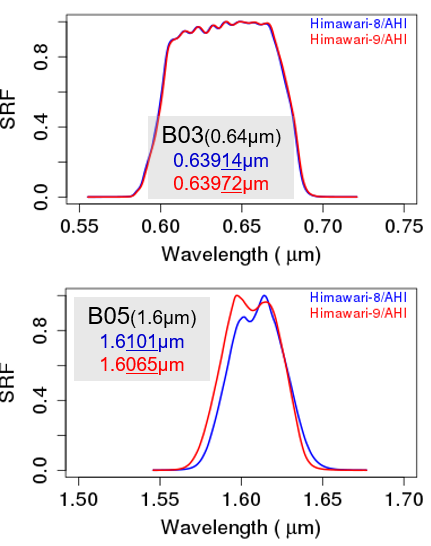 Himawari-8/AHI
Himawari-9/AHI
SRF
0.8
0.4
0.0
B03(0.64μm)
0.63914μm
0.63972μm
0.55 0.60 0.65 0.70 0.75
Wavelength ( μm)
Himawari-8/AHI
Himawari-9/AHI
SRF
0.8
0.4
0.0
B05(1.6μm)
1.6101μm
1.6065μm
1.50 1.55 1.60 1.65 1.70
Wavelength ( μm)